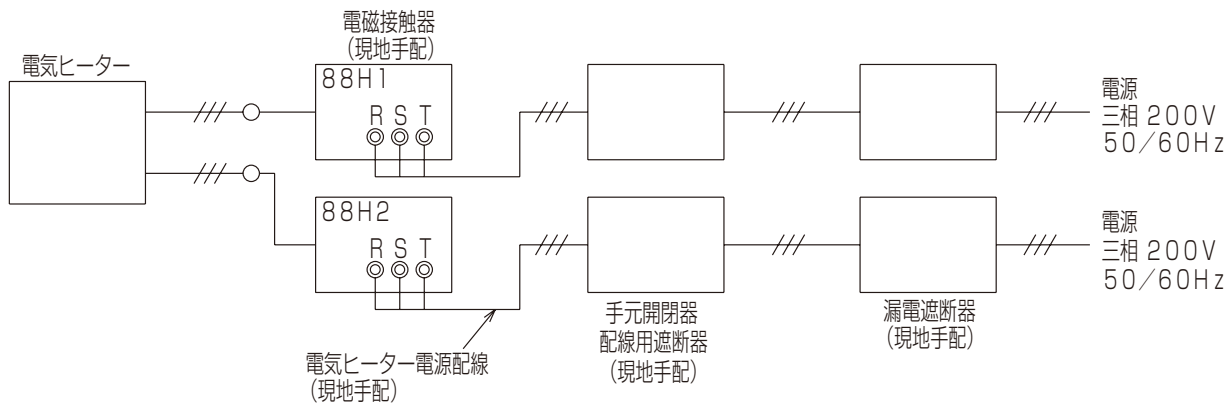 電磁接触器
(現地手配)
電気ヒーター
88H1
R S T
電源
三相 200V
50/60Hz
88H2
R S T
電源
三相 200V
50/60Hz
手元開閉器
配線用遮断器
(現地手配)
漏電遮断器
(現地手配)
電気ヒーター電源配線
(現地手配)